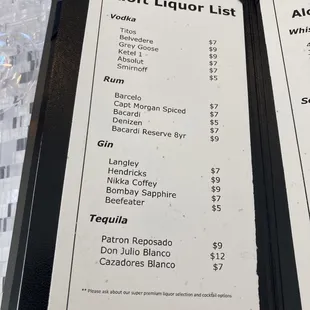 Liquor List
Vodka
Titos $7
Belvedere $9
Grey Goose $9
Ketel 1 $7
Absolut $7
Smirnoff $5
Rum
Barcelo $7
Capt Morgan Spiced $7
Bacardi $5
Denizen $7
Bacardi Reserve 8yr $9
Gin
Langley $7
Hendricks $9
Nikka Coffey $9
Bombay Sapphire $7
Beefeater $5
Tequila
Patron Reposado $9
Don Julio Blanco $12
Cazadores Blanco $7
** Please ask about our super premium liquor selection and cocktail options